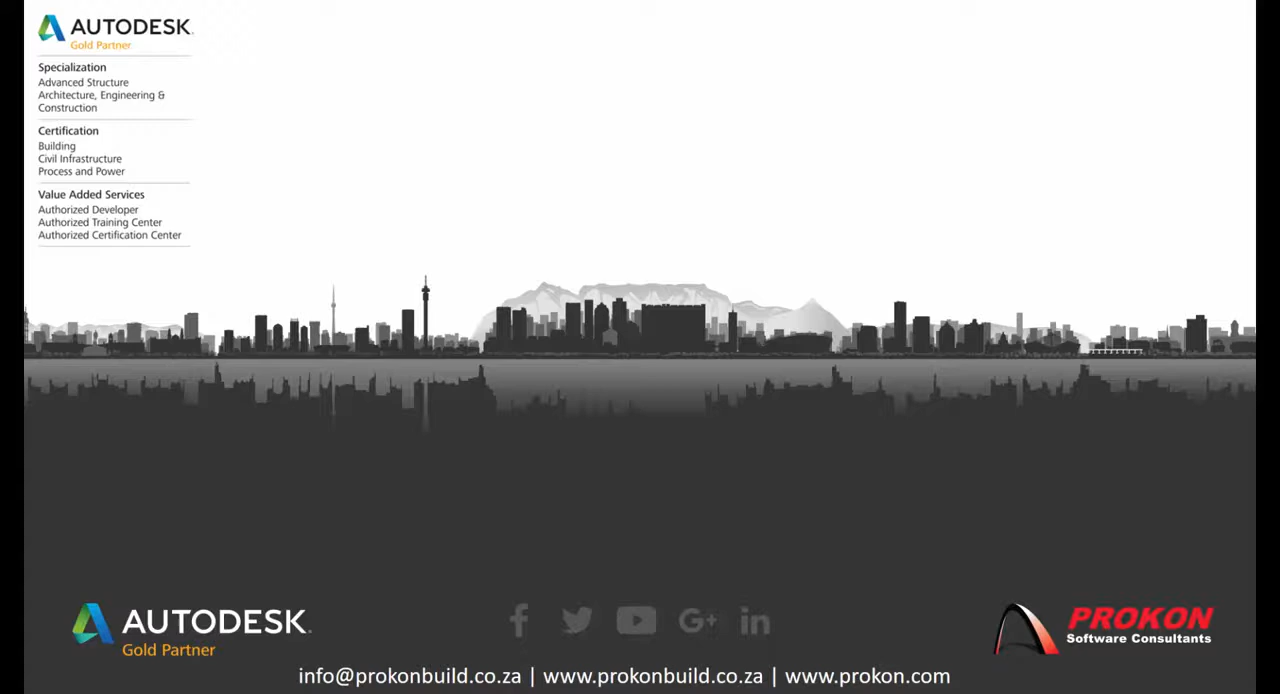 AUTODESK.
Gold Partner
Specialization
Advanced Structure
Architecture, Engineering &
Construction
Certification
Building
Civil Infrastructure
Process and Power
Value Added Services
Authorized Developer
Authorized Training Center
Authorized Certification Center
AUTODESK.
Gold Partner
f G+ in
PROKON
Software Consultants
info@prokonbuild.co.za | www.prokonbuild.co.za | www.prokon.com